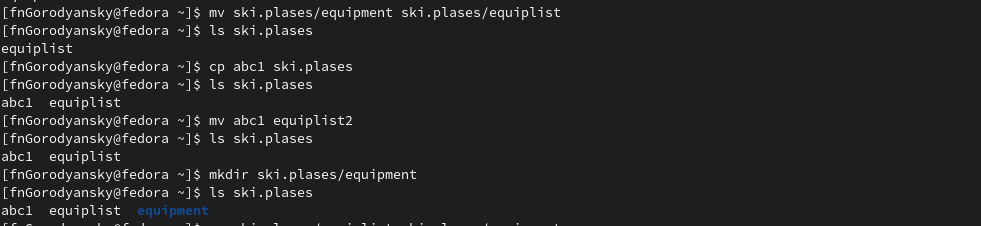 [fnGorodyansky@fedora ~]$ mv ski.plases/equipment ski.plases/equiplist
[fnGorodyansky@fedora ~]$ ls ski.plases
equiplist
[fnGorodyansky@fedora ~]$ cp abc1 ski.plases
[fnGorodyansky@fedora ~]$ ls ski.plases
abc1  equiplist
[fnGorodyansky@fedora ~]$ mv abc1 equiplist2
[fnGorodyansky@fedora ~]$ ls ski.plases
abc1  equiplist
[fnGorodyansky@fedora ~]$ mkdir ski.plases/equipment
[fnGorodyansky@fedora ~]$ ls ski.plases
abc1  equiplist  equipment